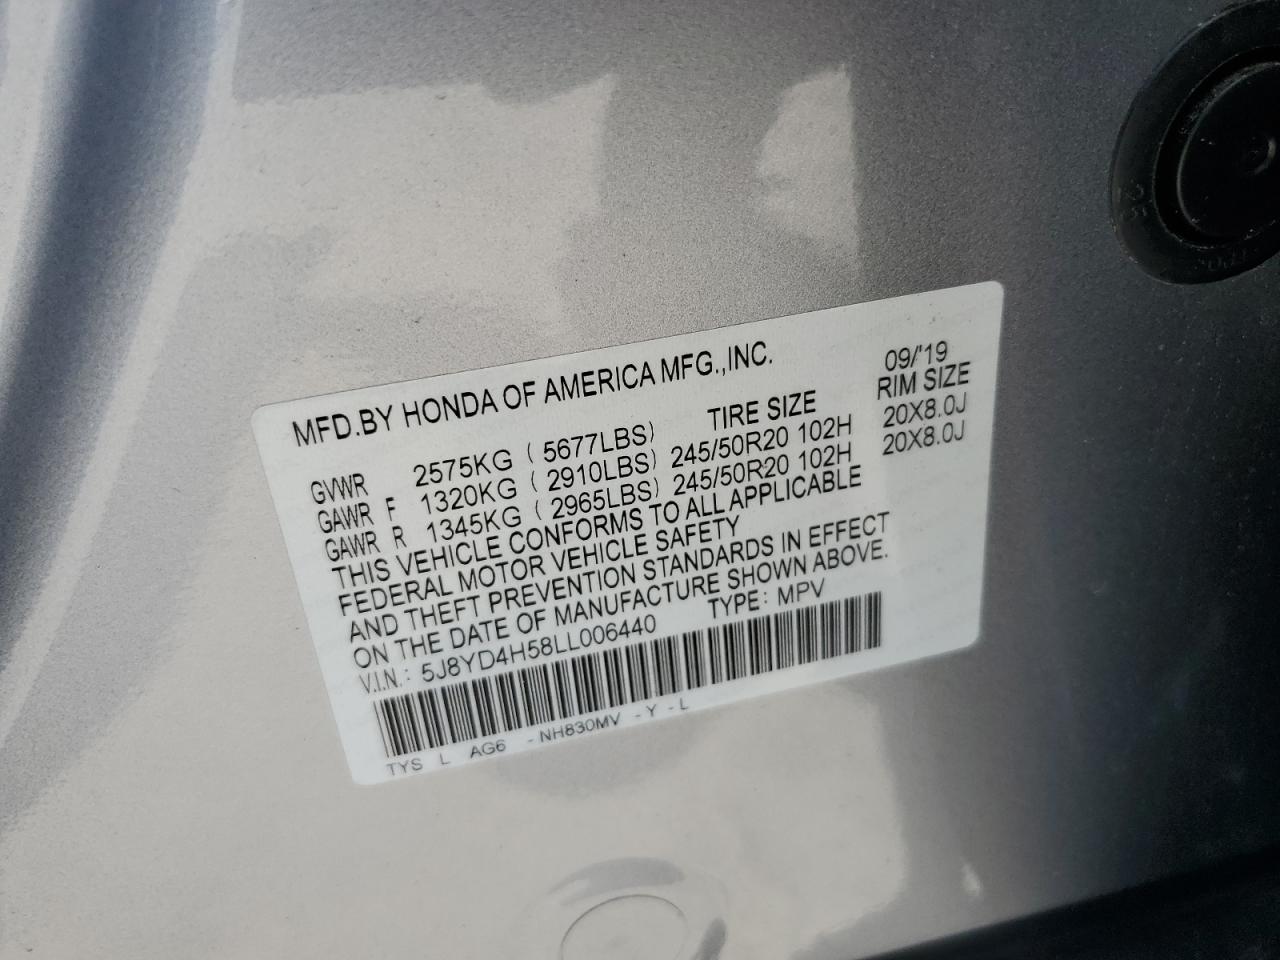 MFD.BY HONDA OF AMERICA MFG.,INC. 09/'19
TIRE SIZE RIM SIZE
GVWR 2575KG ( 5677LBS)
GAWR F 1320KG ( 2910LBS) 245/50R20 102H 20X8.0J
GAWR R 1345KG ( 2965LBS) 245/50R20 102H 20X8.0J
THIS VEHICLE CONFORMS TO ALL APPLICABLE
FEDERAL MOTOR VEHICLE SAFETY
AND THEFT PREVENTION STANDARDS IN EFFECT
ON THE DATE OF MANUFACTURE SHOWN ABOVE.
V.I.N.: 5J8YD4H58LL006440 TYPE: MPV
TYS L AG6 -NH830MV -Y -L
25